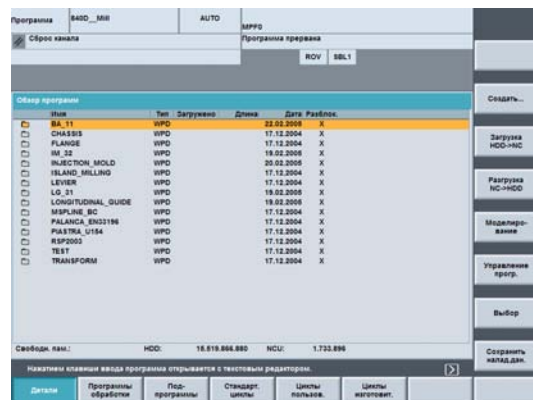 Программа 840D__Mill AUTO MPF0
Сброс канала Программа прервана
ROV SBL1
Обзор программ
Имя Тип Загружено Длина Дата Разблок.
BA_11 WPD 22.02.2005 X
CHASSIS WPD 17.12.2004 X
FLANGE WPD 17.12.2004 X
IM_32 WPD 19.02.2005 X
INJECTION_MOLD WPD 20.02.2005 X
ISLAND_MILLING WPD 17.12.2004 X
LEVIER WPD 17.12.2004 X
LG_31 WPD 19.02.2005 X
LONGITUDINAL_GUIDE WPD 19.02.2005 X
MSPLINE_BC WPD 17.12.2004 X
PALANCA_EN33196 WPD 17.12.2004 X
PIASTRA_U154 WPD 17.12.2004 X
RSP2003 WPD 17.12.2004 X
TEST WPD 17.12.2004 X
TRANSFORM WPD 17.12.2004 X
Свободн. пам.: HDD: 15.519.866.880 NCU: 1.733.896
Нажатием клавиши ввода программа открывается с текстовым редактором.
Создать...
Загрузка
HDD->NC
Разгрузка
NC->HDD
Моделиро-
вание
Управление
прогр.
Выбор
Сохранить
налад.дан.
Детали
Программы
обработки
Под-
программы
Стандарт.
циклы
Циклы
пользов.
Циклы
изготовит.